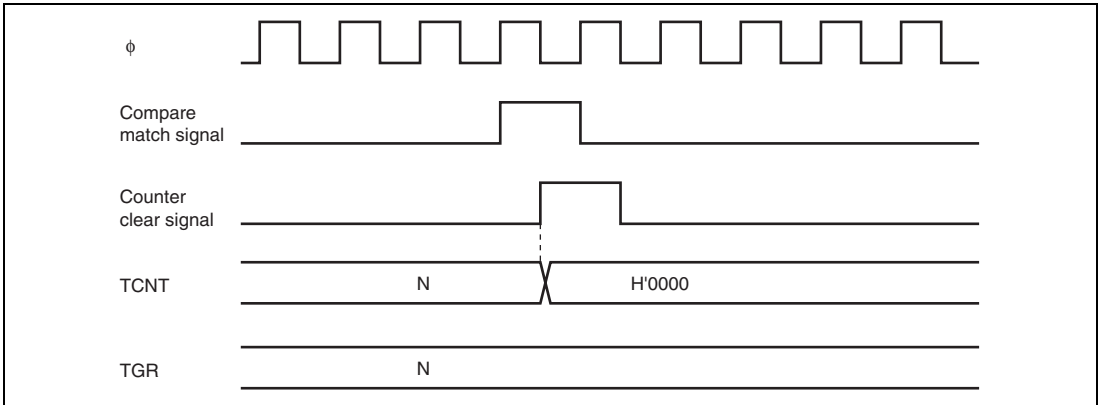 ϕ
Compare
match signal
Counter
clear signal
TCNT N H'0000
TGR N